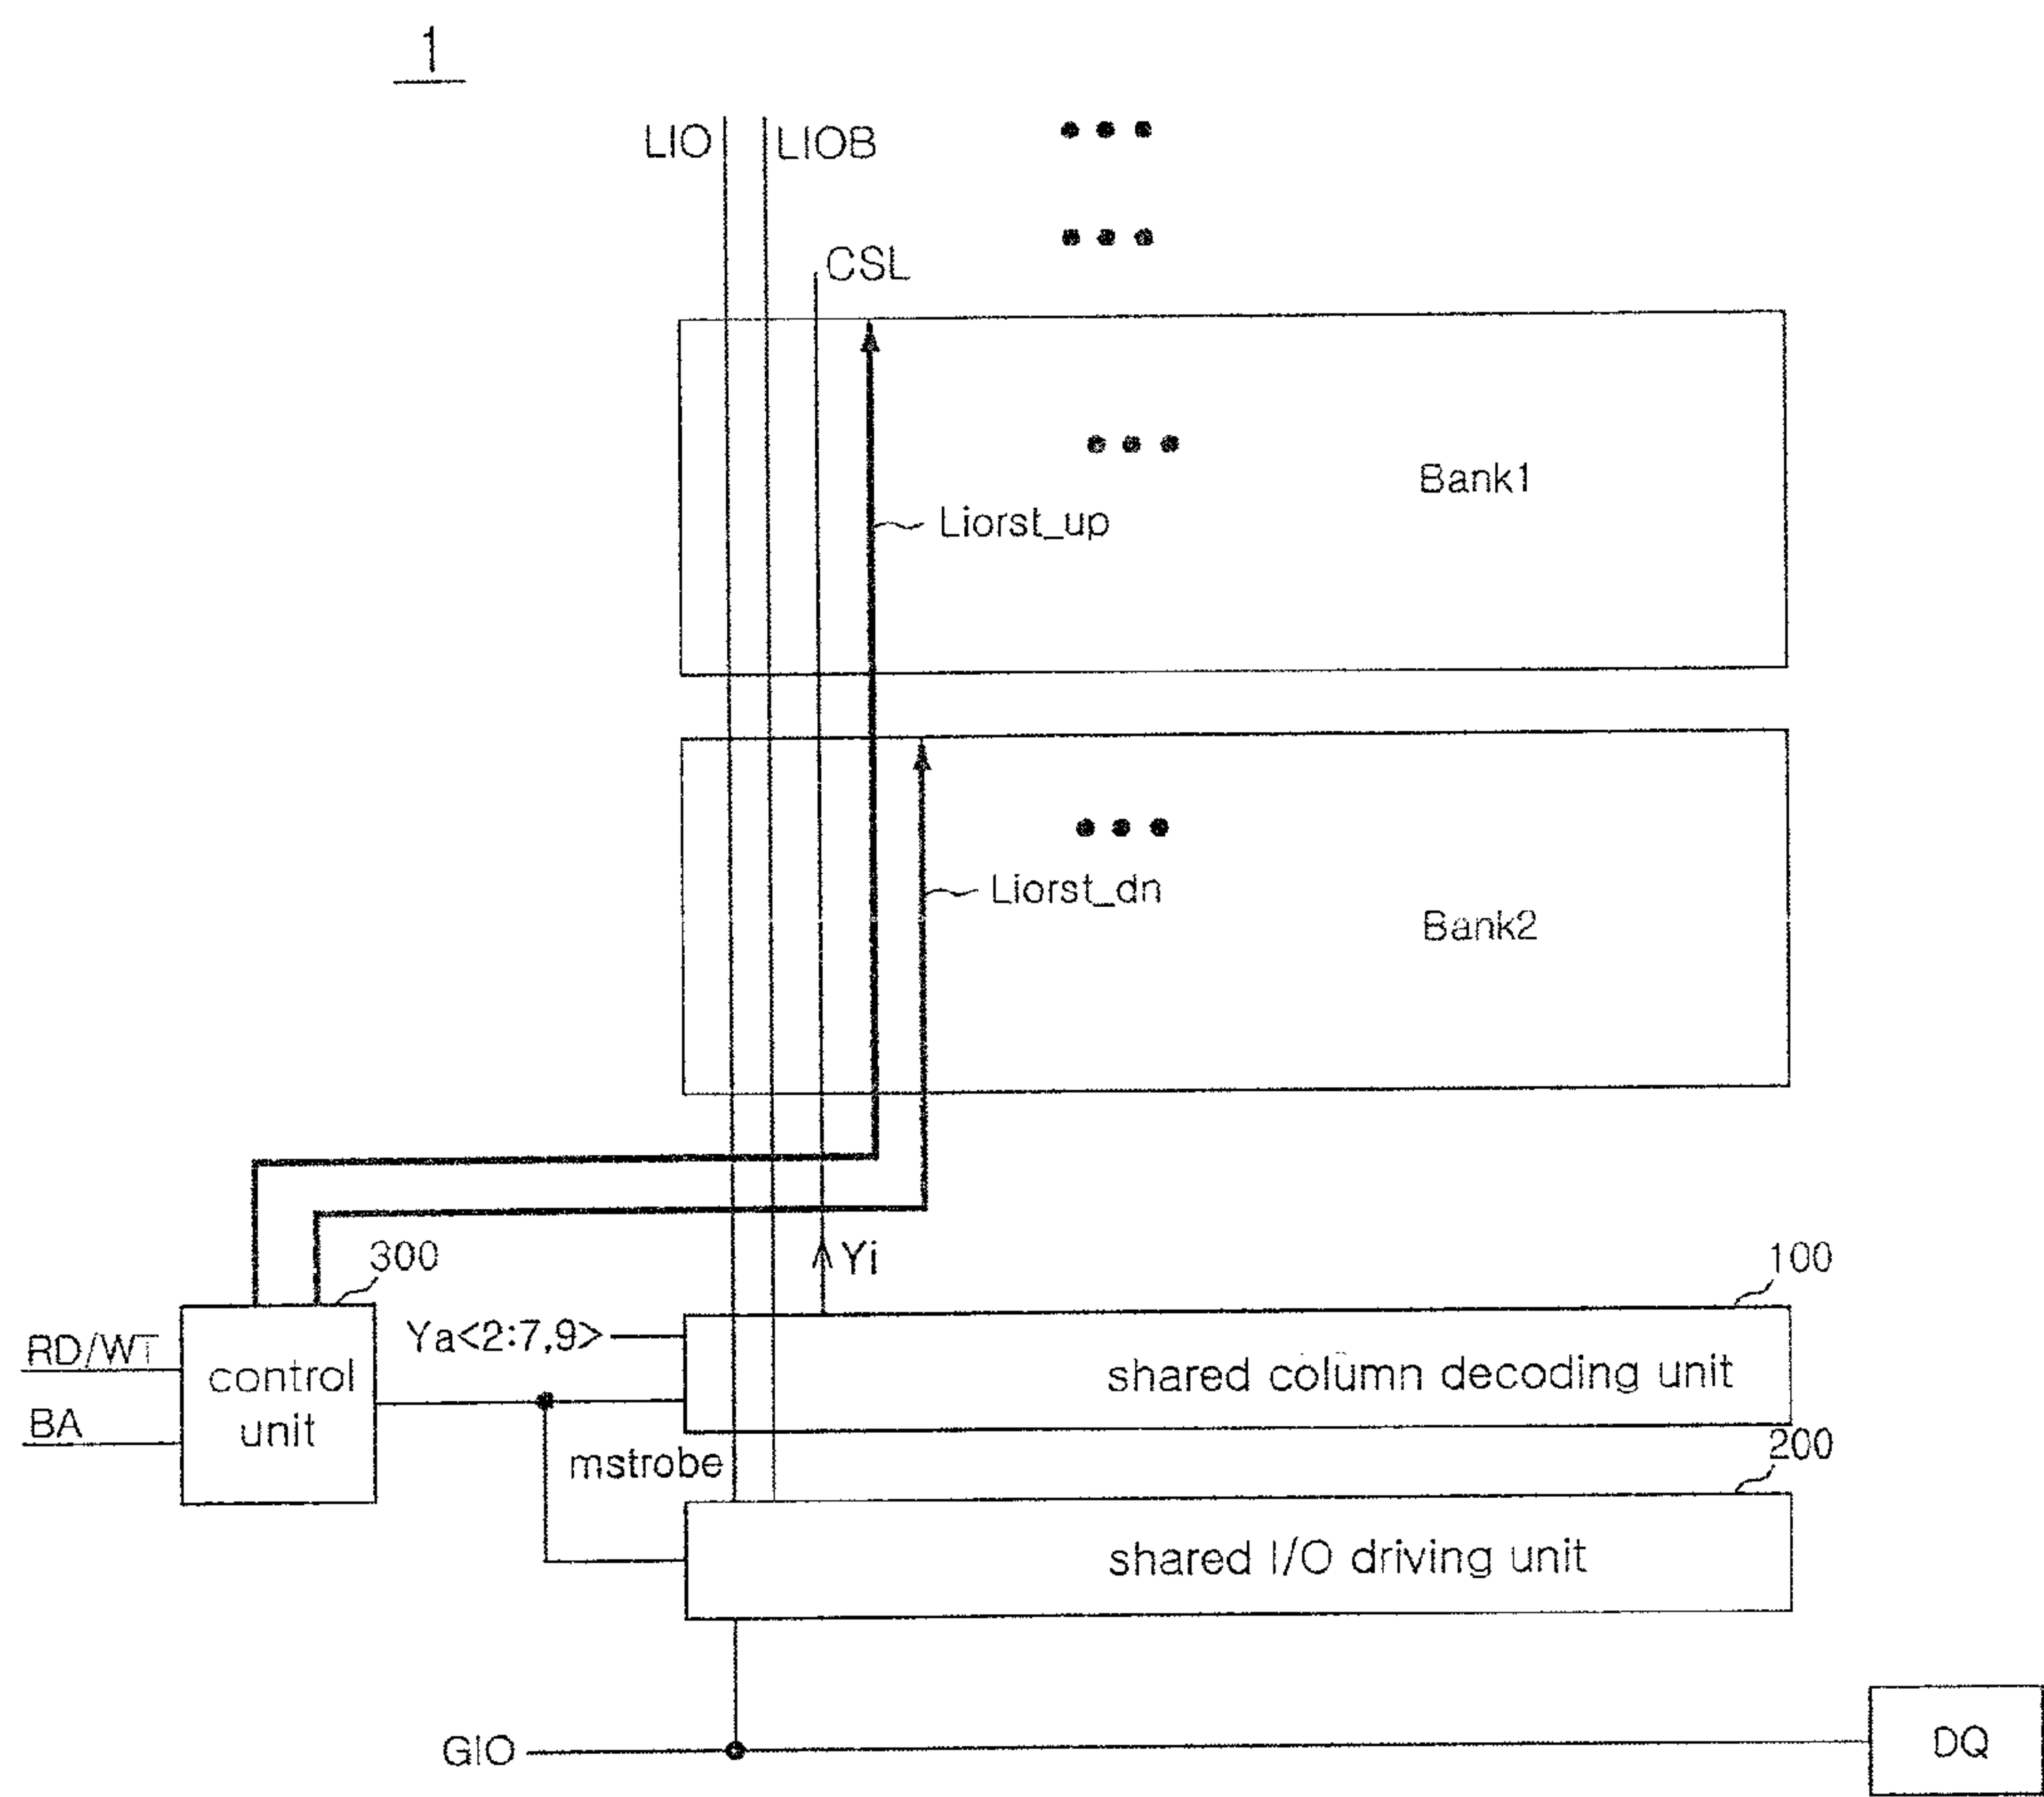 1
LIO
LIOB
CSL
Bank1
Liorst_up
Liorst_dn
Bank2
300
Yi
100
RD/WT
Ya<2:7,9>
control
unit
shared column decoding unit
BA
mstrobe
200
shared I/O driving unit
GIO
DQ